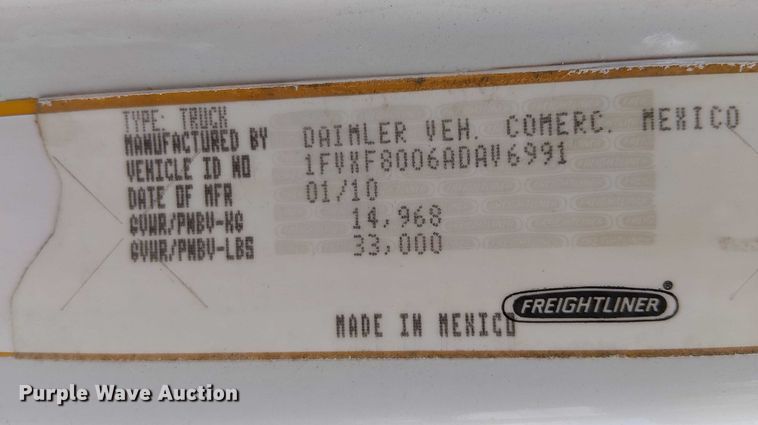 TYPE: TRUCK
MANUFACTURED BY DAIMLER VEH. COMERC. MEXICO
VEHICLE ID NO 1FVXF8006ADAV6991
DATE OF MFR 01/10
GVWR/PNBV-KG 14,968
GVWR/PNBV-LBS 33,000
FREIGHTLINER®
MADE IN MEXICO
Purple Wave Auction